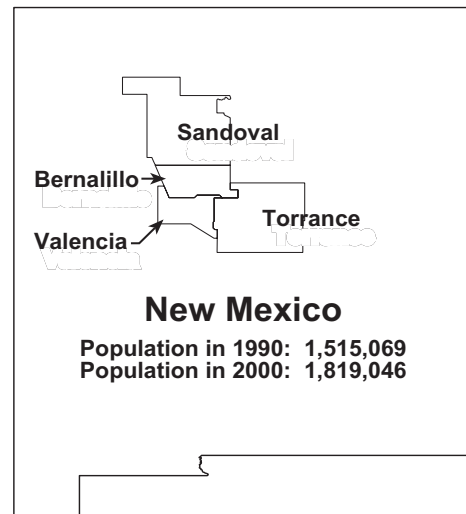 Sandoval
Bernalillo
Torrance
Valencia
New Mexico
Population in 1990: 1,515,069
Population in 2000: 1,819,046